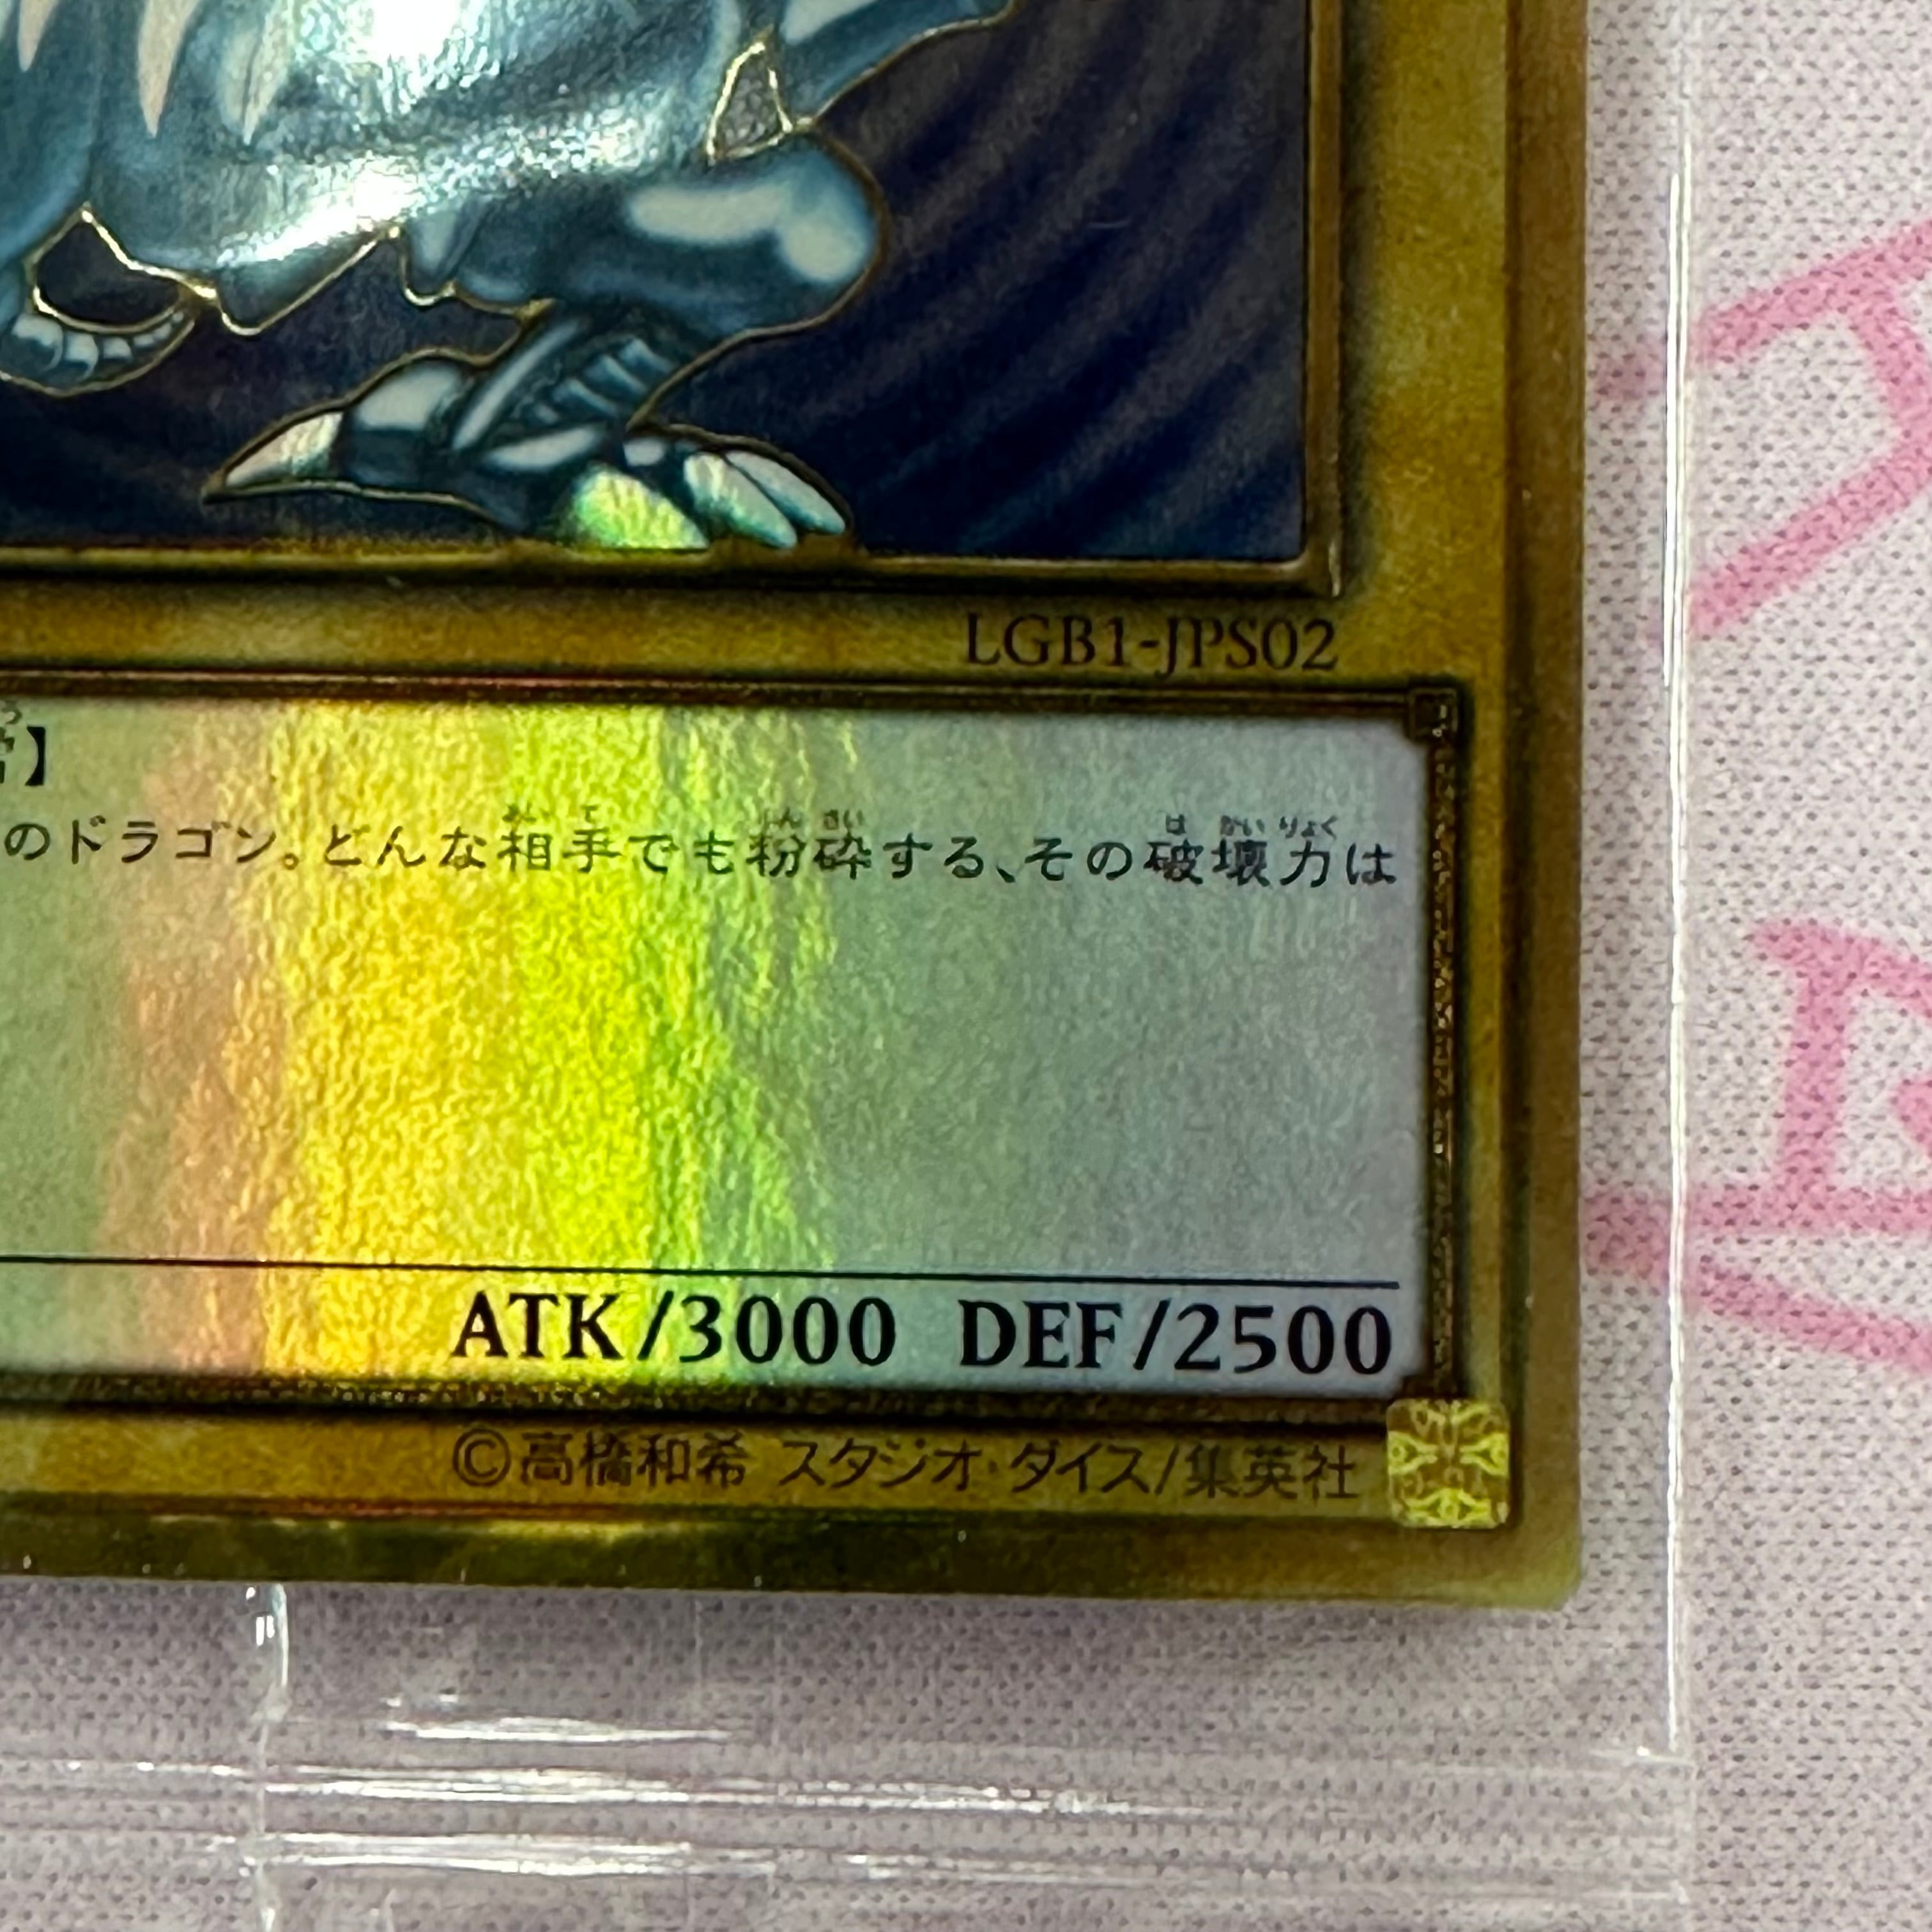 LGB1-JPS02
】
のドラゴン。どんな相手でも粉砕する、その破壊力は
ATK/3000 DEF/2500
©高橋和希 スタジオ・ダイス/集英社